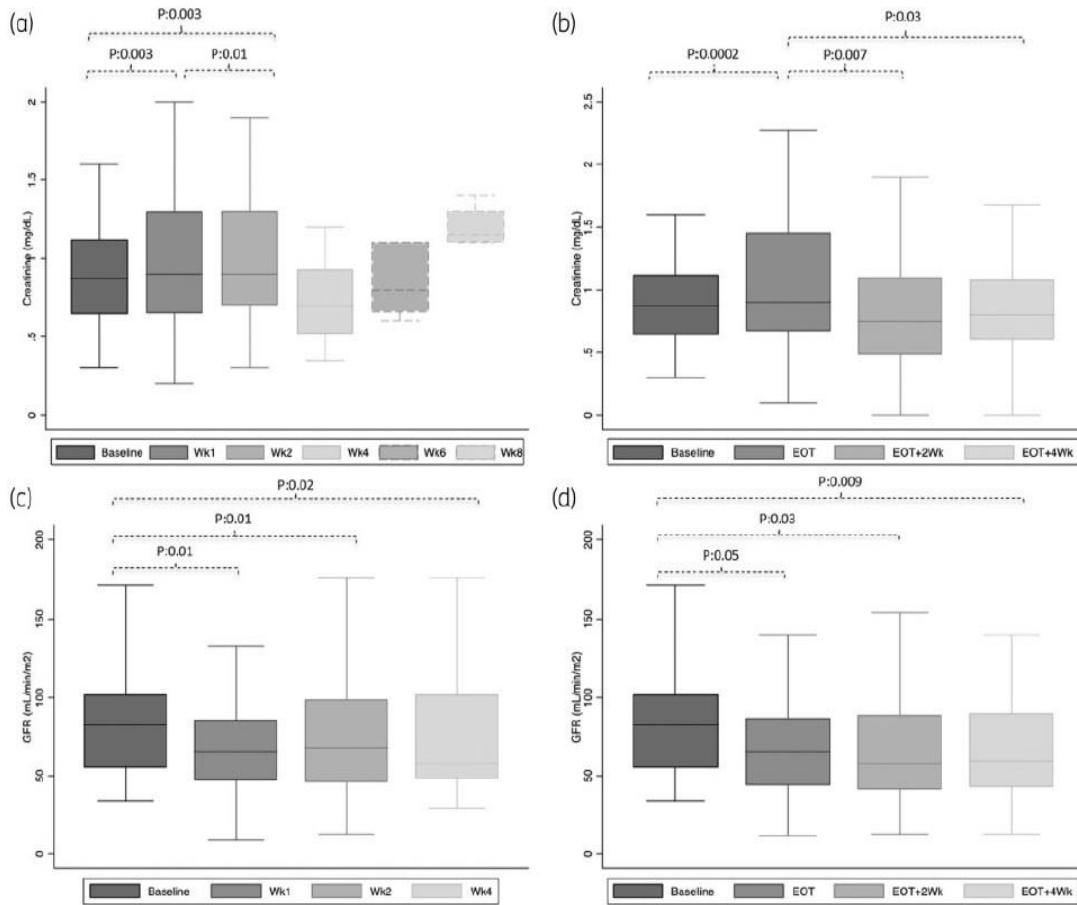 (a)
P:0.003
P:0.003
P:0.01
2
1.5
1
.5
0
Creatinine (mg/dL)
Baseline Wk1 Wk2 Wk4 Wk6 Wk8
(b)
P:0.03
P:0.0002
P:0.007
2.5
2
1.5
1
.5
0
Creatinine (mg/dL)
Baseline EOT EOT+2Wk EOT+4Wk
(c)
P:0.02
P:0.01
P:0.01
200
150
100
50
0
GFR (mL/min/m2)
Baseline Wk1 Wk2 Wk4
(d)
P:0.009
P:0.03
P:0.05
200
150
100
50
0
GFR (mL/min/m2)
Baseline EOT EOT+2Wk EOT+4Wk